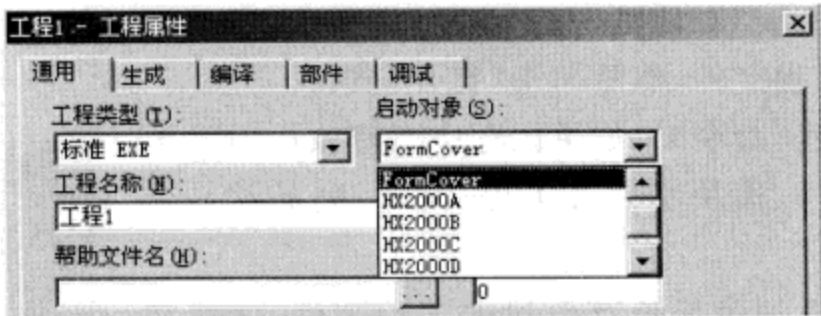 工程1 - 工程属性
通用 生成 编译 部件 调试
工程类型(T): 启动对象(S):
标准 EXE FormCover
工程名称(N): FormCover
工程1 HX2000A
HX2000B
帮助文件名(H): HX2000C
HX2000D
... 0